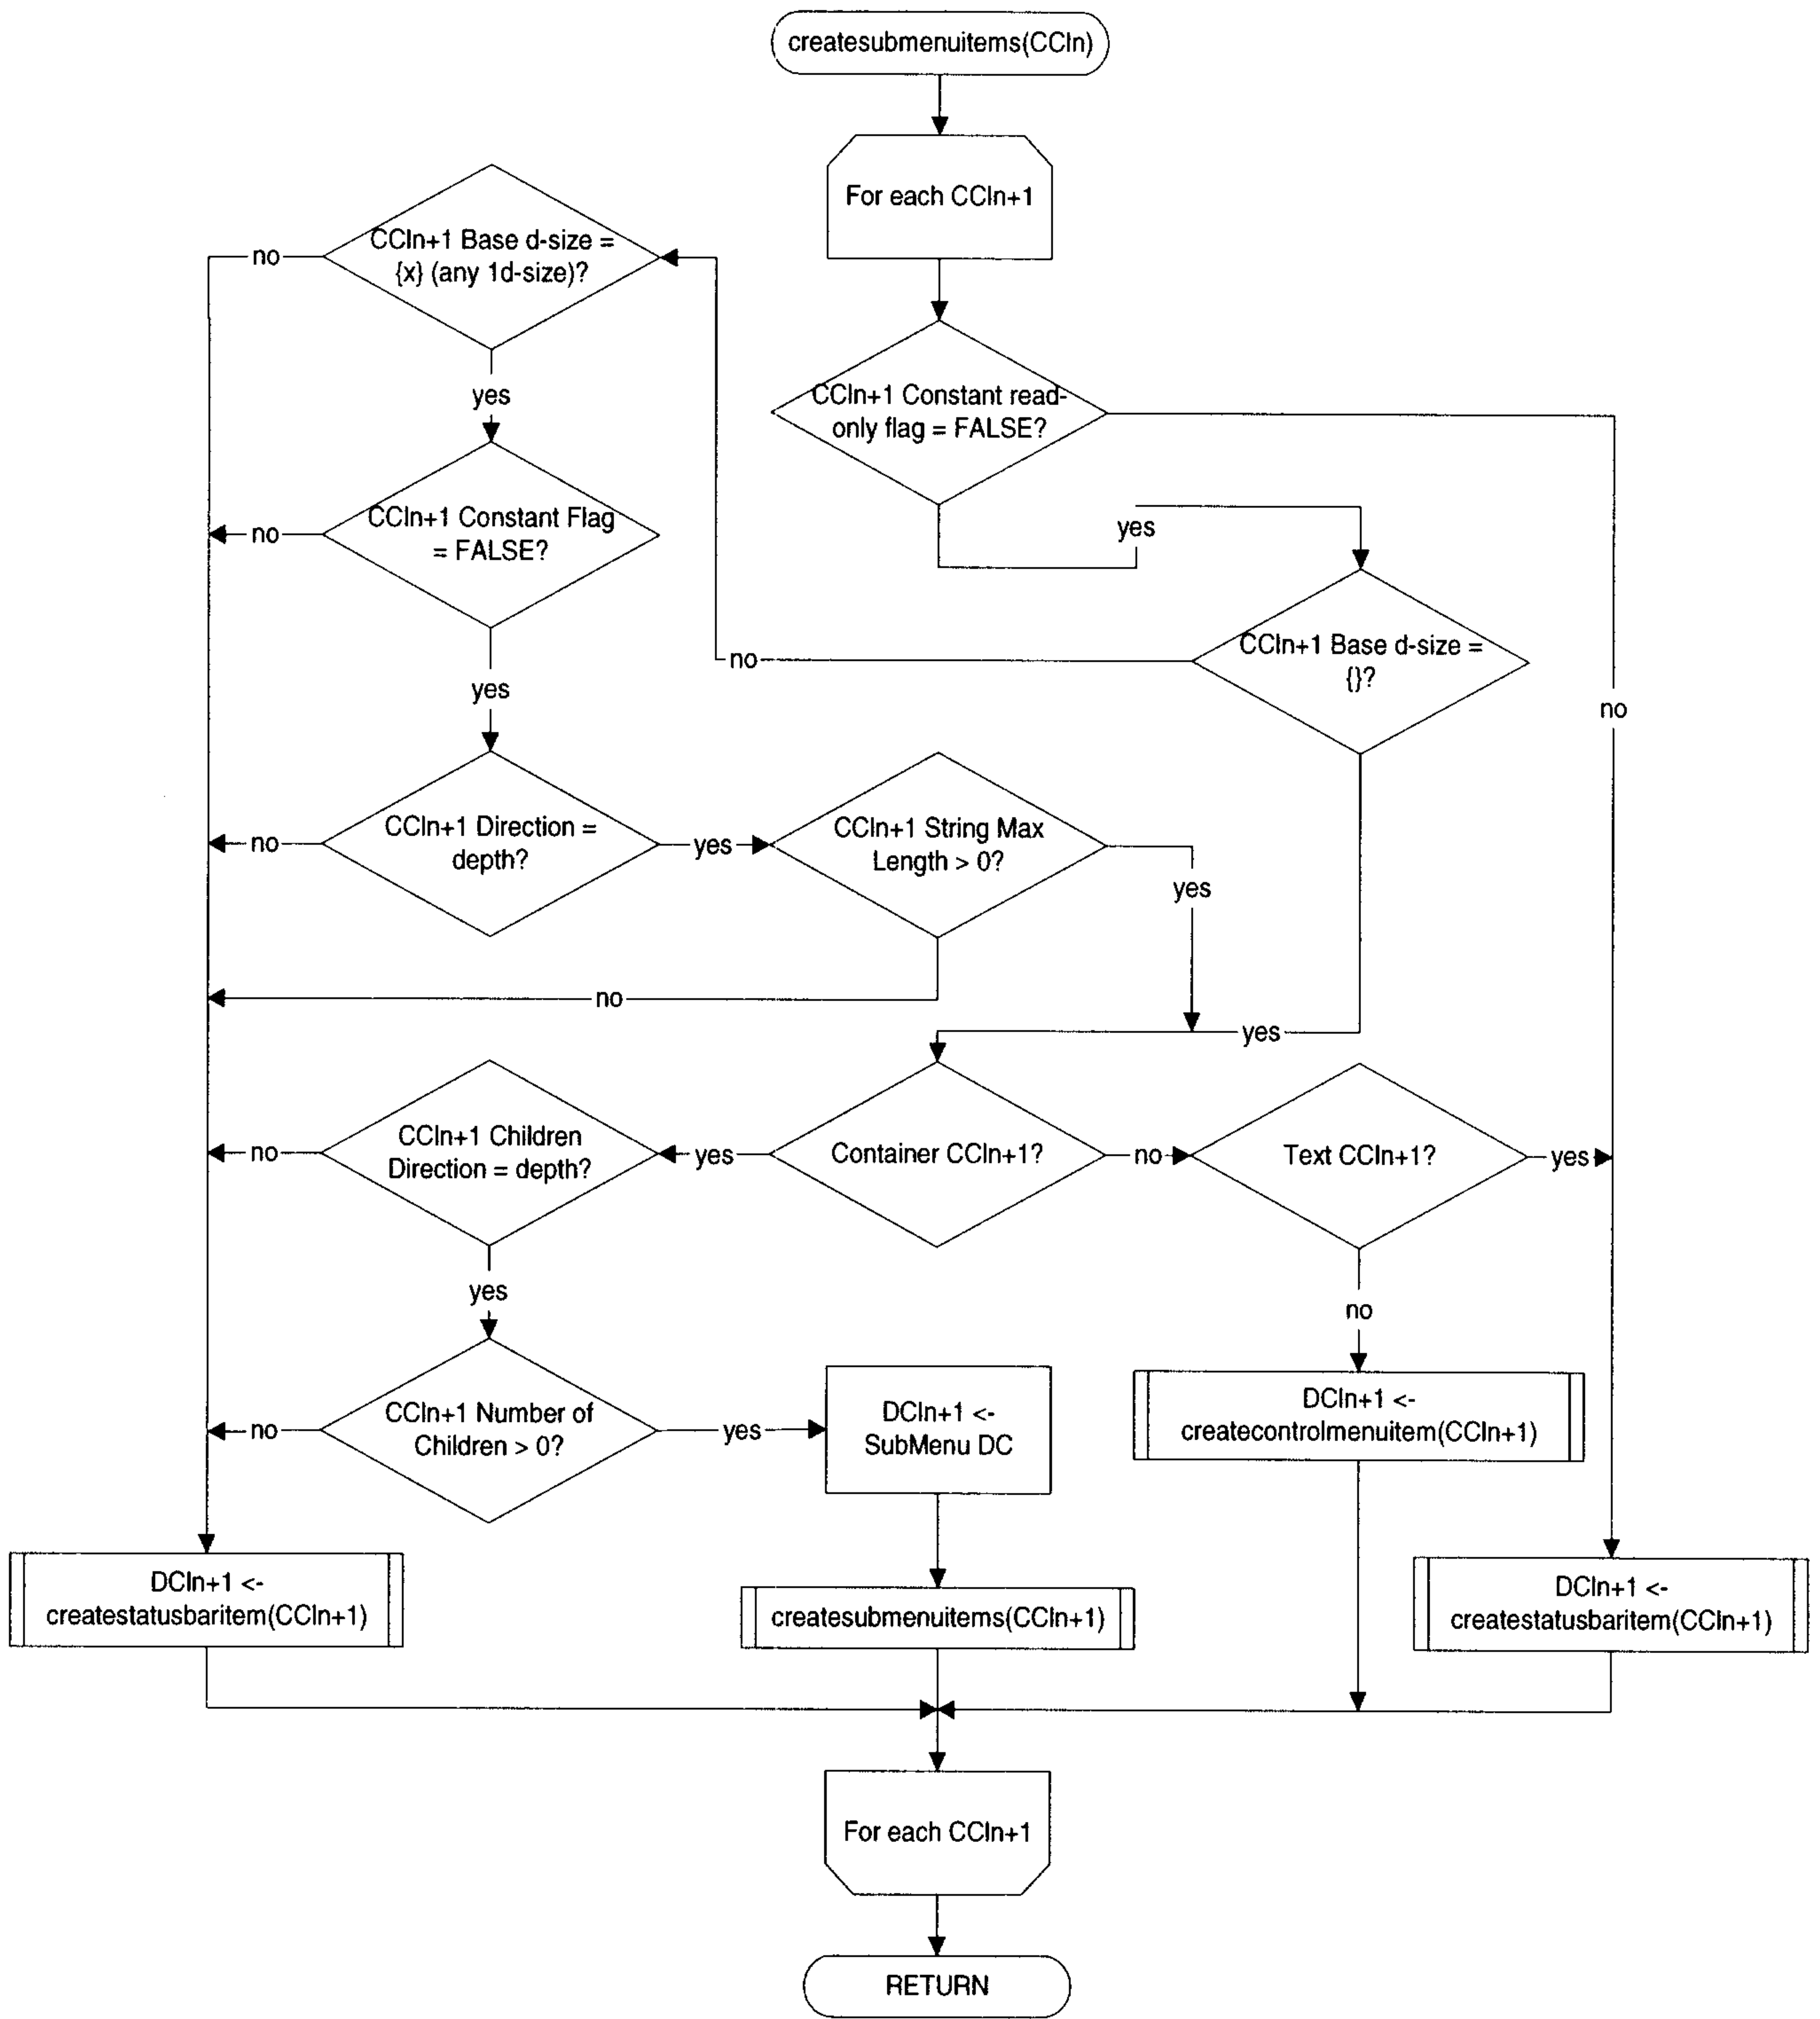 createsubmenuitems(CCIn)
For each CCIn+1
CCIn+1 Base d-size =
{x} (any 1d-size)?
no
yes
CCIn+1 Constant read-
only flag = FALSE?
CCIn+1 Constant Flag
= FALSE?
no
yes
yes
CCIn+1 Base d-size =
{}?
no
no
CCIn+1 Direction =
depth?
no
yes
CCIn+1 String Max
Length > 0?
yes
no
yes
CCIn+1 Children
Direction = depth?
no
yes
Container CCIn+1?
no
Text CCIn+1?
yes
yes
no
CCIn+1 Number of
Children > 0?
no
yes
DCIn+1 <-
SubMenu DC
DCIn+1 <-
createcontrolmenuitem(CCIn+1)
DCIn+1 <-
createstatusbaritem(CCIn+1)
createsubmenuitems(CCIn+1)
DCIn+1 <-
createstatusbaritem(CCIn+1)
For each CCIn+1
RETURN